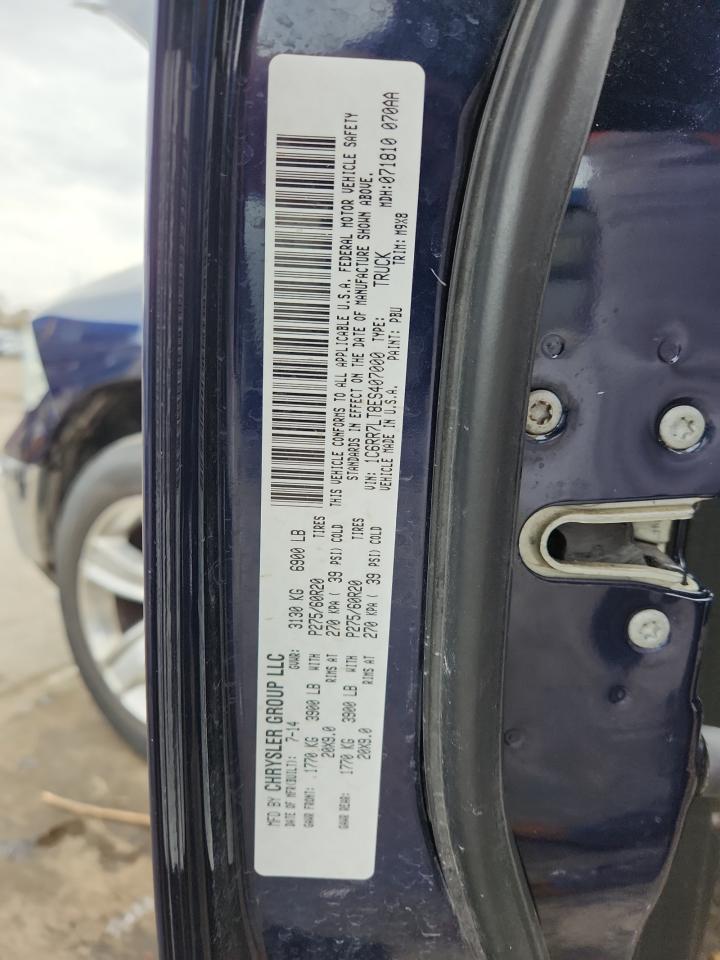 MFD BY CHRYSLER GROUP LLC
DATE OF MFR(BUILT): 7-14 GVWR: 3130 KG 6900 LB
GAWR FRONT: 1770 KG 3900 LB WITH P275/60R20 TIRES
20X9.0 RIMS AT 270 KPA( 39 PSI) COLD
GAWR REAR: 1770 KG 3900 LB WITH P275/60R20 TIRES
20X9.0 RIMS AT 270 KPA( 39 PSI) COLD
THIS VEHICLE CONFORMS TO ALL APPLICABLE U.S.A. FEDERAL MOTOR VEHICLE SAFETY
STANDARDS IN EFFECT ON THE DATE OF MANUFACTURE SHOWN ABOVE.
VIN: 1C6RR7LT8ES407000 TYPE: TRUCK MDH:071810 070AA
VEHICLE MADE IN U.S.A. PAINT: PBU TRIM: M9X8